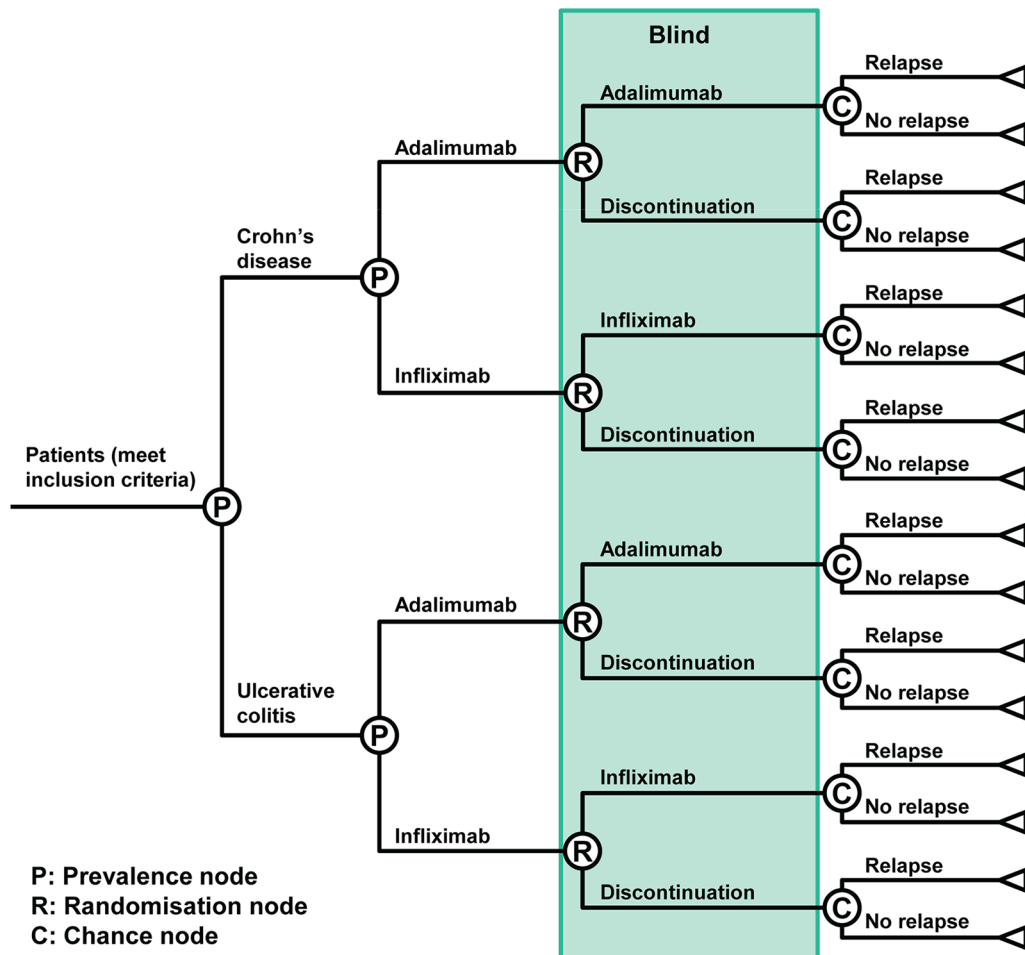 Blind
Relapse
Adalimumab
C
No relapse
Adalimumab
R
Relapse
Discontinuation
C
No relapse
Crohn's
disease
P
Relapse
Infliximab
C
No relapse
Infliximab
R
Relapse
Discontinuation
C
No relapse
Patients (meet
inclusion criteria)
P
Relapse
Adalimumab
C
No relapse
Adalimumab
R
Relapse
Discontinuation
C
No relapse
Ulcerative
colitis
P
Relapse
Infliximab
C
No relapse
Infliximab
R
Relapse
Discontinuation
C
No relapse
P: Prevalence node
R: Randomisation node
C: Chance node